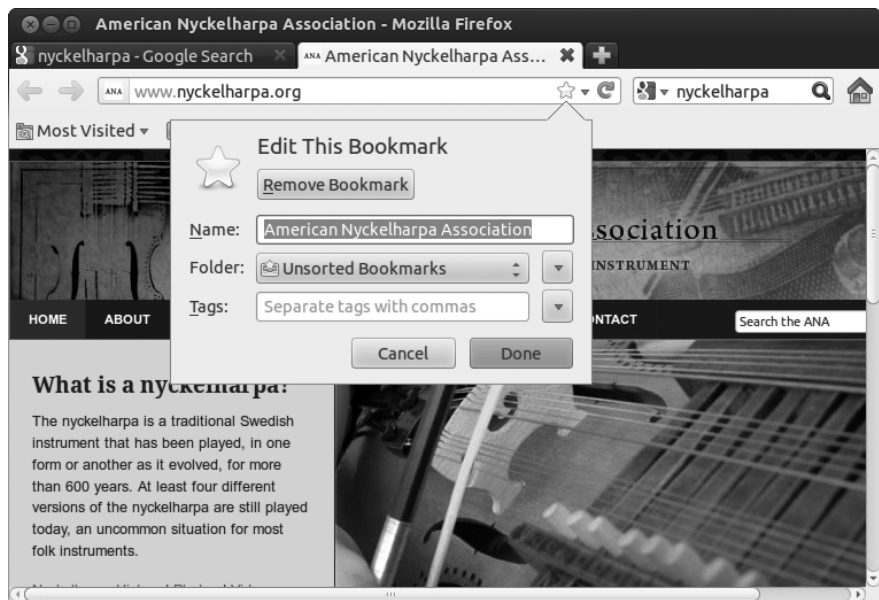 American Nyckelharpa Association - Mozilla Firefox
nyckelharpa - Google Search
ANA American Nyckelharpa Ass...
ANA www.nyckelharpa.org
nyckelharpa
Most Visited
Edit This Bookmark
Remove Bookmark
Name: American Nyckelharpa Association
Folder: Unsorted Bookmarks
Tags: Separate tags with commas
Cancel Done
INSTRUMENT
HOME ABOUT
Search the ANA
What is a nyckelharpa?
The nyckelharpa is a traditional Swedish
instrument that has been played, in one
form or another as it evolved, for more
than 600 years. At least four different
versions of the nyckelharpa are still played
today, an uncommon situation for most
folk instruments.